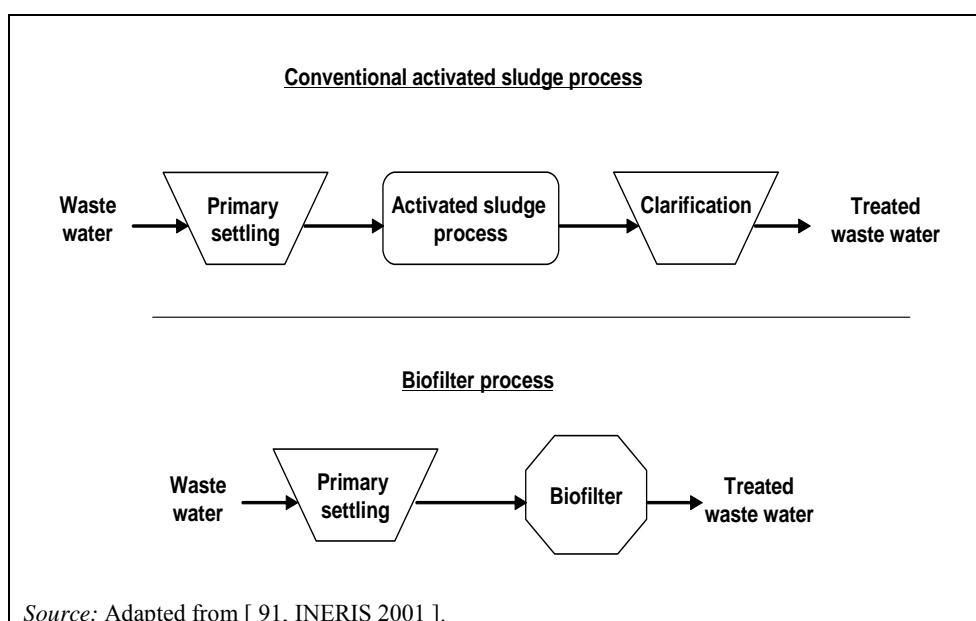 Conventional activated sludge process
Waste
water
Primary
settling
Activated sludge
process
Clarification
Treated
waste water
Biofilter process
Waste
water
Primary
settling
Biofilter
Treated
waste water
Source: Adapted from [ 91, INERIS 2001 ].